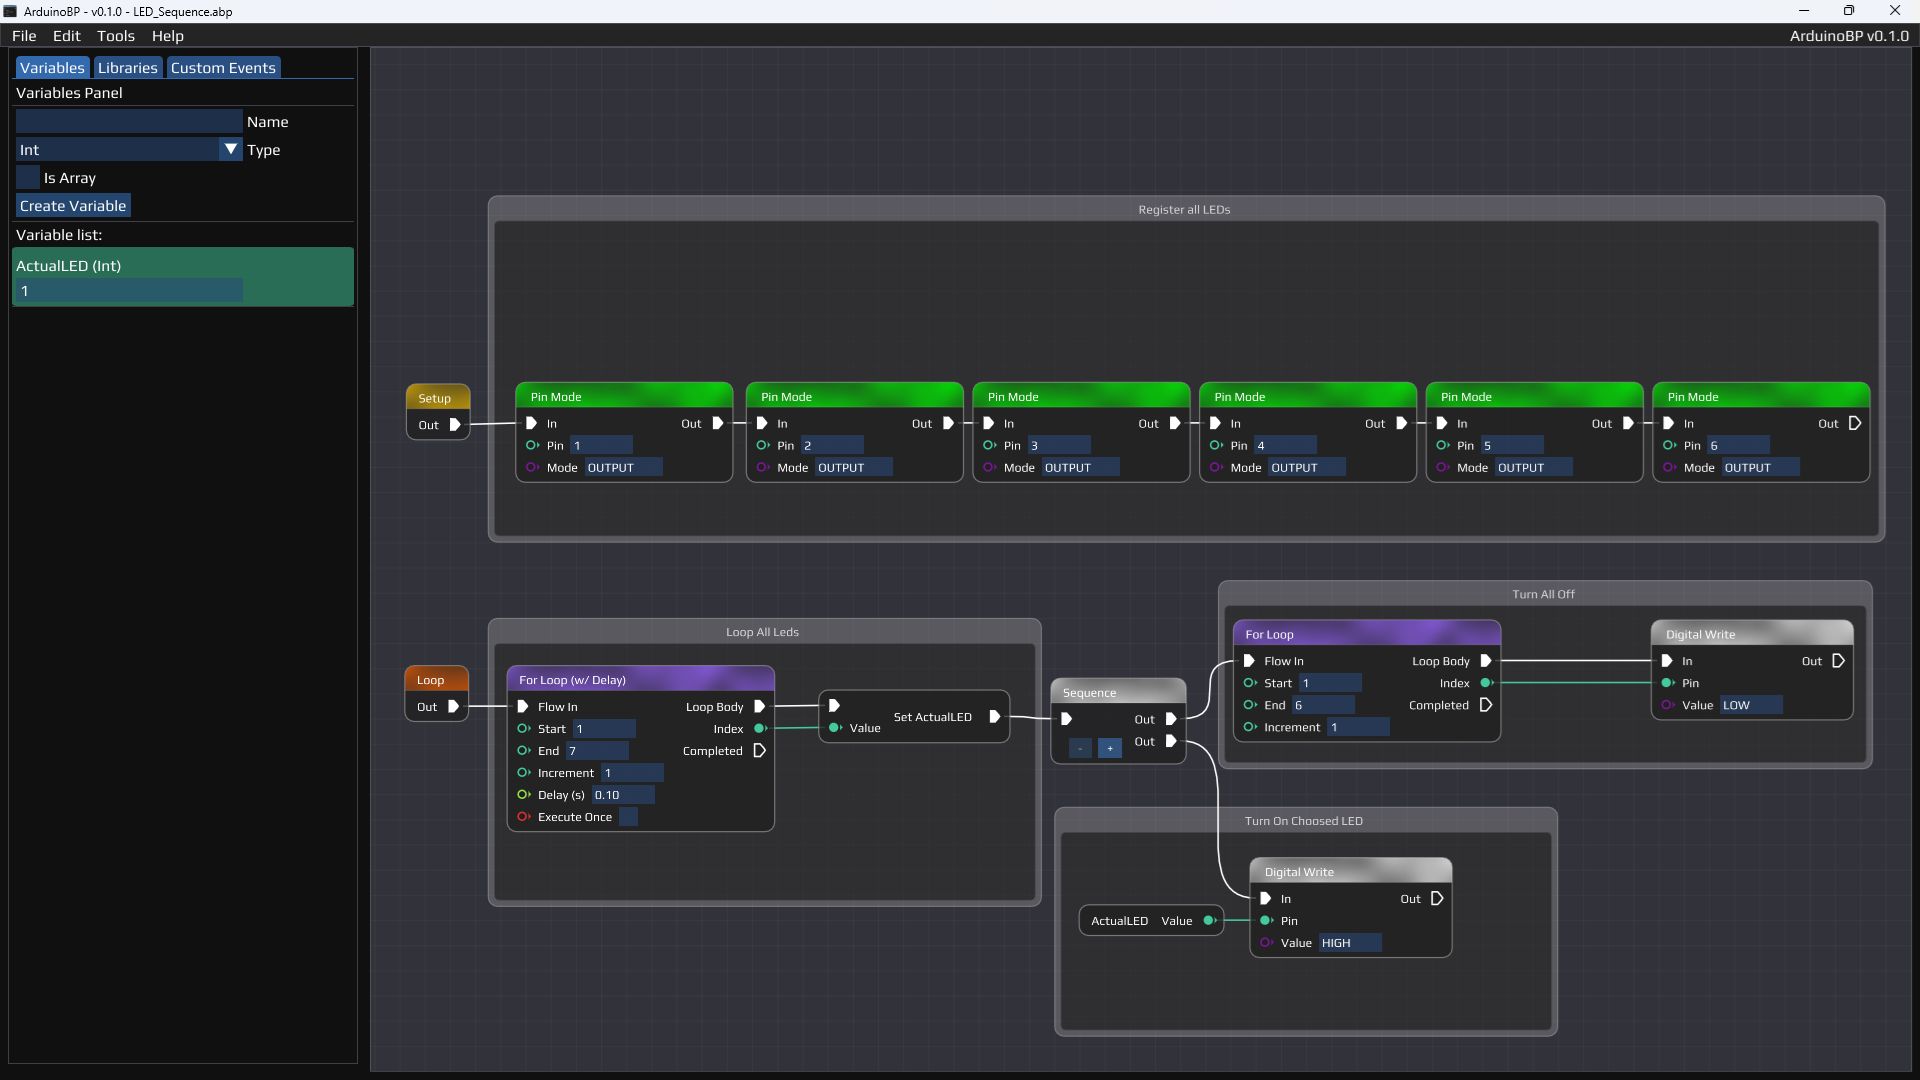 ArduinoBP - v0.1.0 - LED_Sequence.abp
File Edit Tools Help
ArduinoBP v0.1.0
Variables Libraries Custom Events
Variables Panel
Name
Int Type
Is Array
Create Variable
Variable list:
ActualLED (Int)
1
Register all LEDs
Setup
Out
Pin Mode
In Out
Pin 1
Mode OUTPUT
Pin Mode
In Out
Pin 2
Mode OUTPUT
Pin Mode
In Out
Pin 3
Mode OUTPUT
Pin Mode
In Out
Pin 4
Mode OUTPUT
Pin Mode
In Out
Pin 5
Mode OUTPUT
Pin Mode
In Out
Pin 6
Mode OUTPUT
Loop All Leds
Loop
Out
For Loop (w/ Delay)
Flow In Loop Body
Start 1 Index
End 7 Completed
Increment 1
Delay (s) 0.10
Execute Once
Set ActualLED
Value
Sequence
Out
Out
- +
Turn All Off
For Loop
Flow In Loop Body
Start 1 Index
End 6 Completed
Increment 1
Digital Write
In Out
Pin
Value LOW
Turn On Choosed LED
ActualLED Value
Digital Write
In Out
Pin
Value HIGH